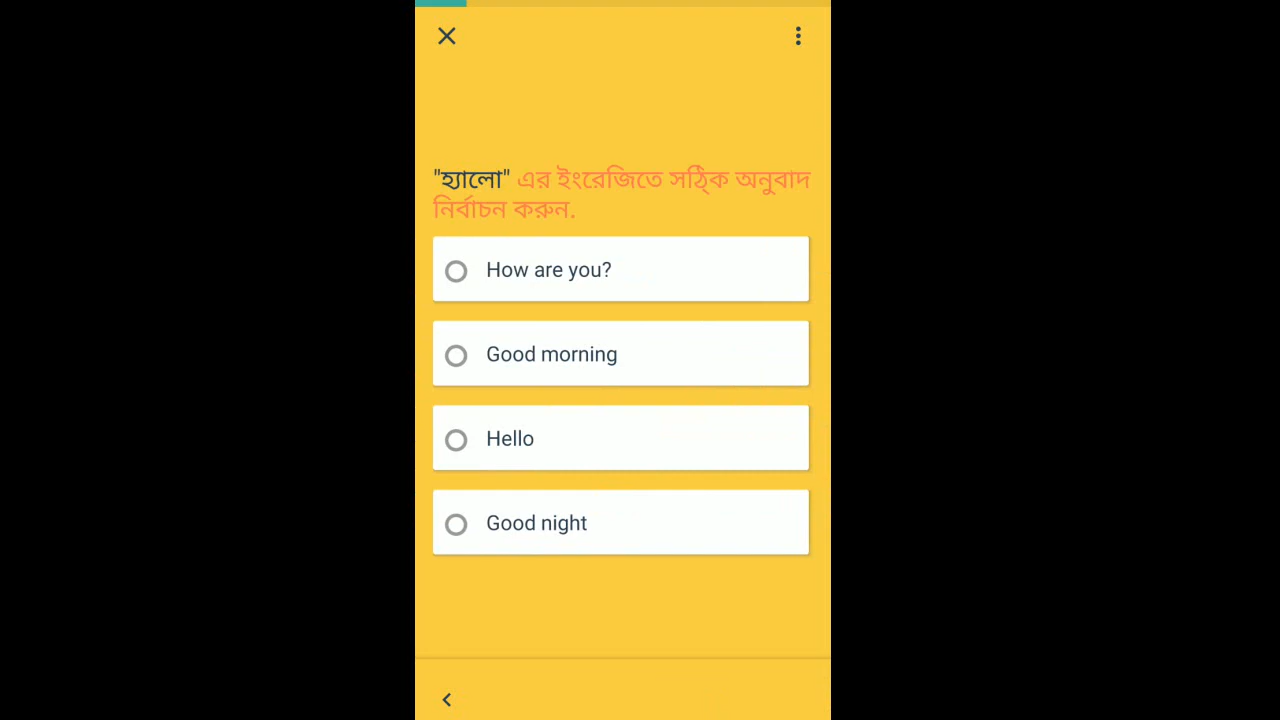 "হ্যালো" এর ইংরেজিতে সঠি্ক অনুবাদ
নির্বাচন করুন.
How are you?
Good morning
Hello
Good night